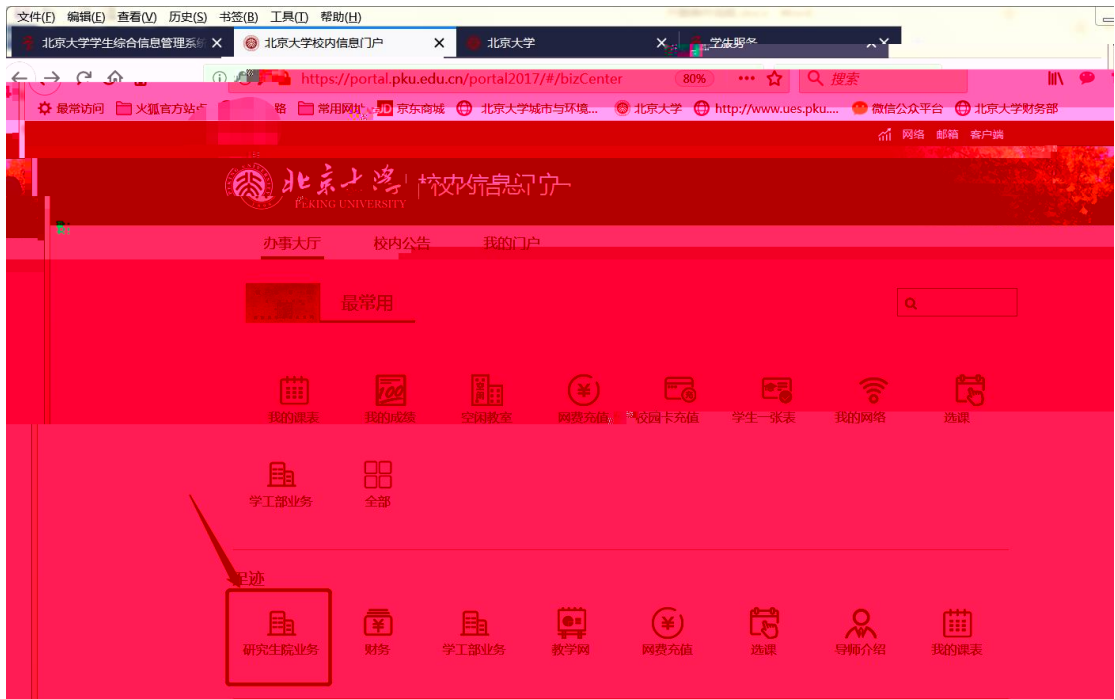 文件(F) 编辑(E) 查看(V) 历史(S) 书签(B) 工具(T) 帮助(H)
北京大学学生综合信息管理系统 北京大学校内信息门户 北京大学 学生服务
https://portal.pku.edu.cn/portal2017/#/bizCenter 80% 搜索
最常访问 火狐官方站点 常用网址 JD 京东商城 北京大学城市与环境... 北京大学 http://www.ues.pku.... 微信公众平台 北京大学财务部
网络 邮箱 客户端
北京大学 校内信息门户
PEKING UNIVERSITY
办事大厅 校内公告 我的门户
最常用
我的课表 我的成绩 空闲教室 网费充值 校园卡充值 学生一张表 我的网络 选课
学工部业务 全部
足迹
研究生院业务 财务 学工部业务 教学网 网费充值 选课 导师介绍 我的课表